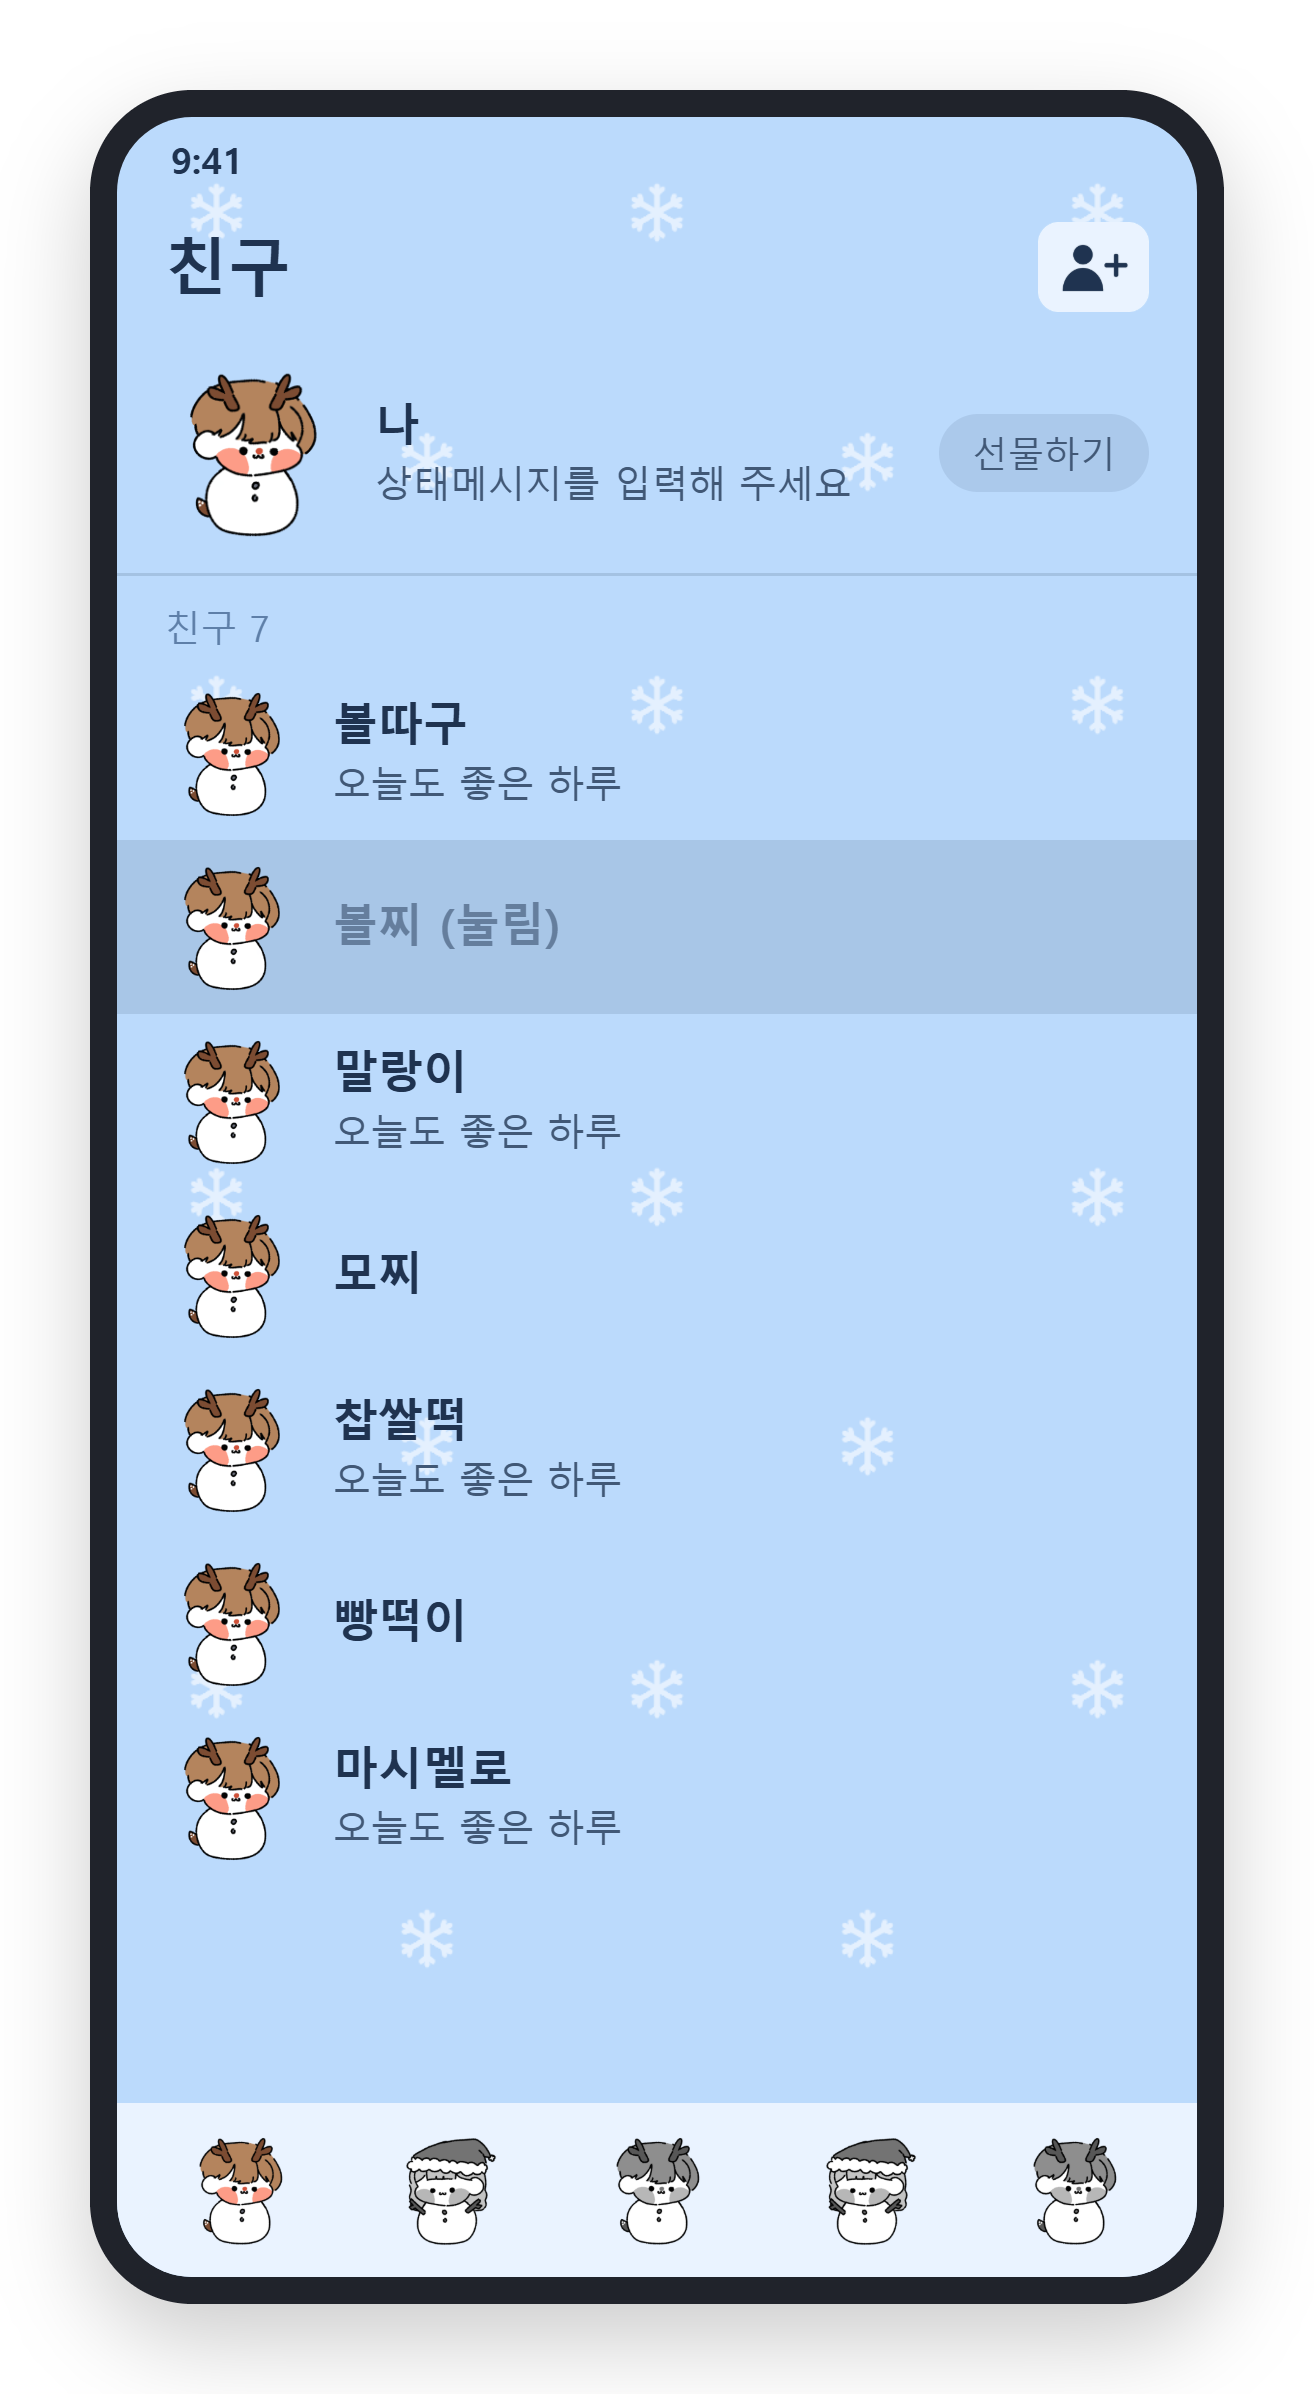 9:41
친구
나
상태메시지를 입력해 주세요
선물하기
친구 7
볼따구
오늘도 좋은 하루
볼찌 (눌림)
말랑이
오늘도 좋은 하루
모찌
찹쌀떡
오늘도 좋은 하루
빵떡이
마시멜로
오늘도 좋은 하루